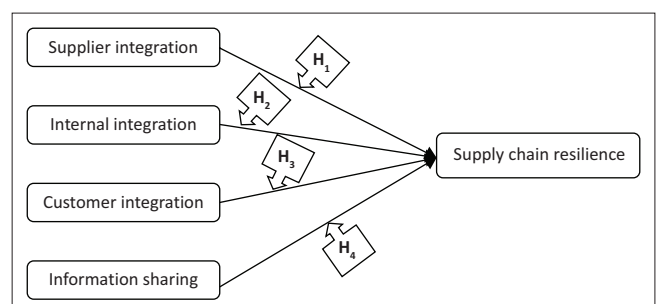 Supplier integration
H1
H2
Internal integration
H3
Supply chain resilience
Customer integration
H4
Information sharing